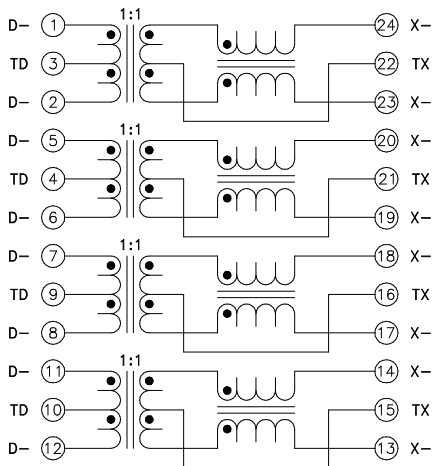 1:1
D- 1 24 X-
TD 3 22 TX
D- 2 23 X-
1:1
D- 5 20 X-
TD 4 21 TX
D- 6 19 X-
1:1
D- 7 18 X-
TD 9 16 TX
D- 8 17 X-
1:1
D- 11 14 X-
TD 10 15 TX
D- 12 13 X-